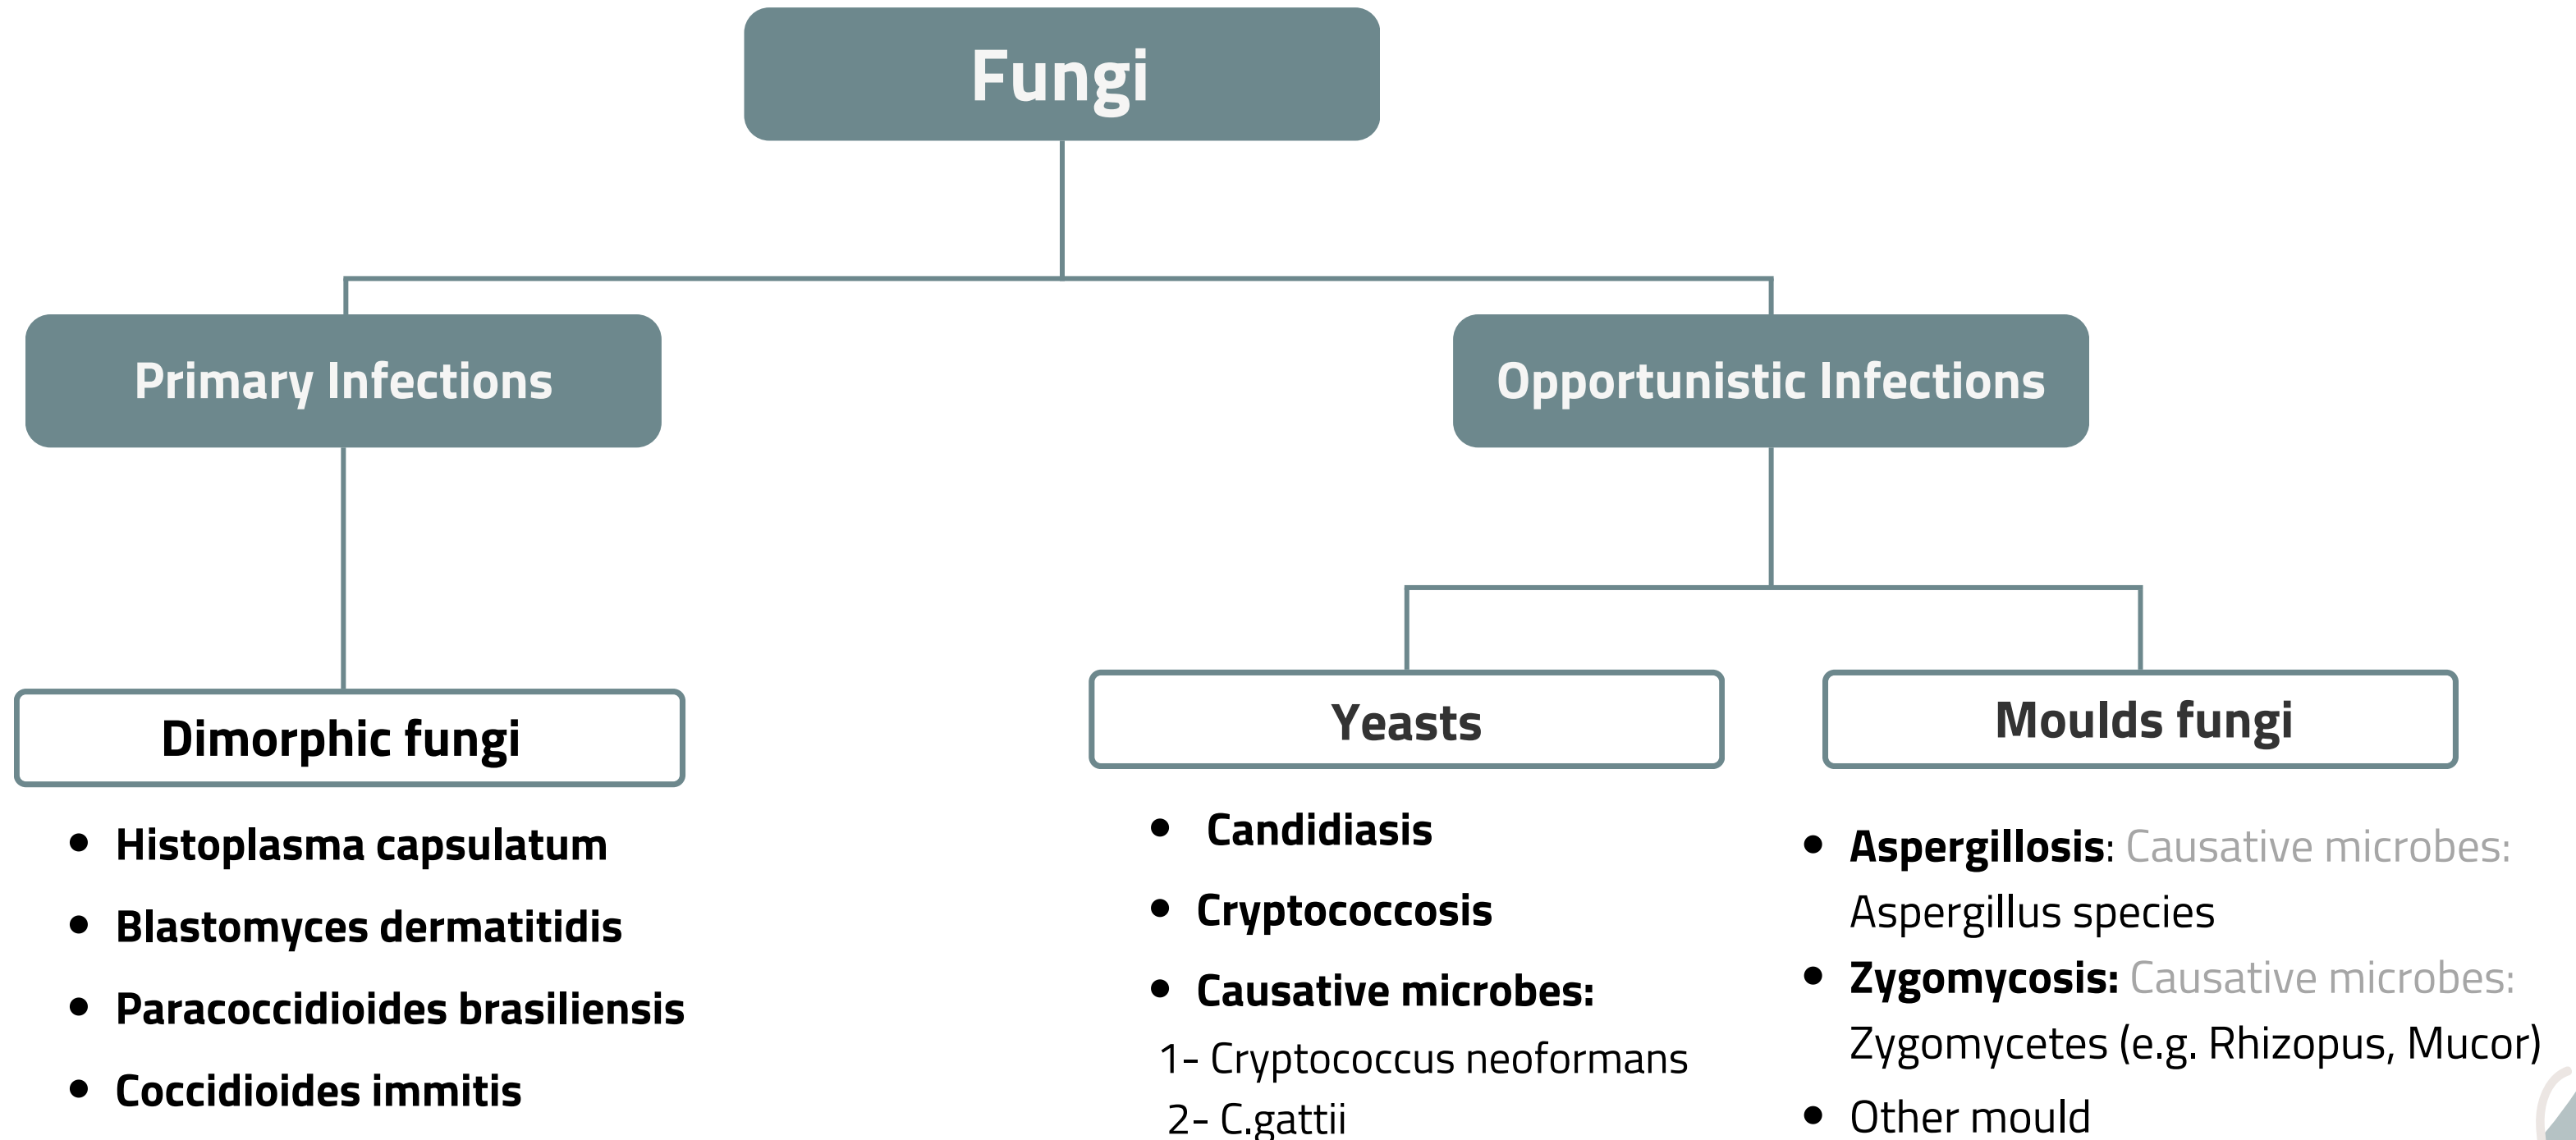 Fungi
Primary Infections
Opportunistic Infections
Dimorphic fungi
• Histoplasma capsulatum
• Blastomyces dermatitidis
• Paracoccidioides brasiliensis
• Coccidioides immitis
Yeasts
• Candidiasis
• Cryptococcosis
• Causative microbes:
1- Cryptococcus neoformans
2- C.gattii
Moulds fungi
• Aspergillosis: Causative microbes:
Aspergillus species
• Zygomycosis: Causative microbes:
Zygomycetes (e.g. Rhizopus, Mucor)
• Other mould